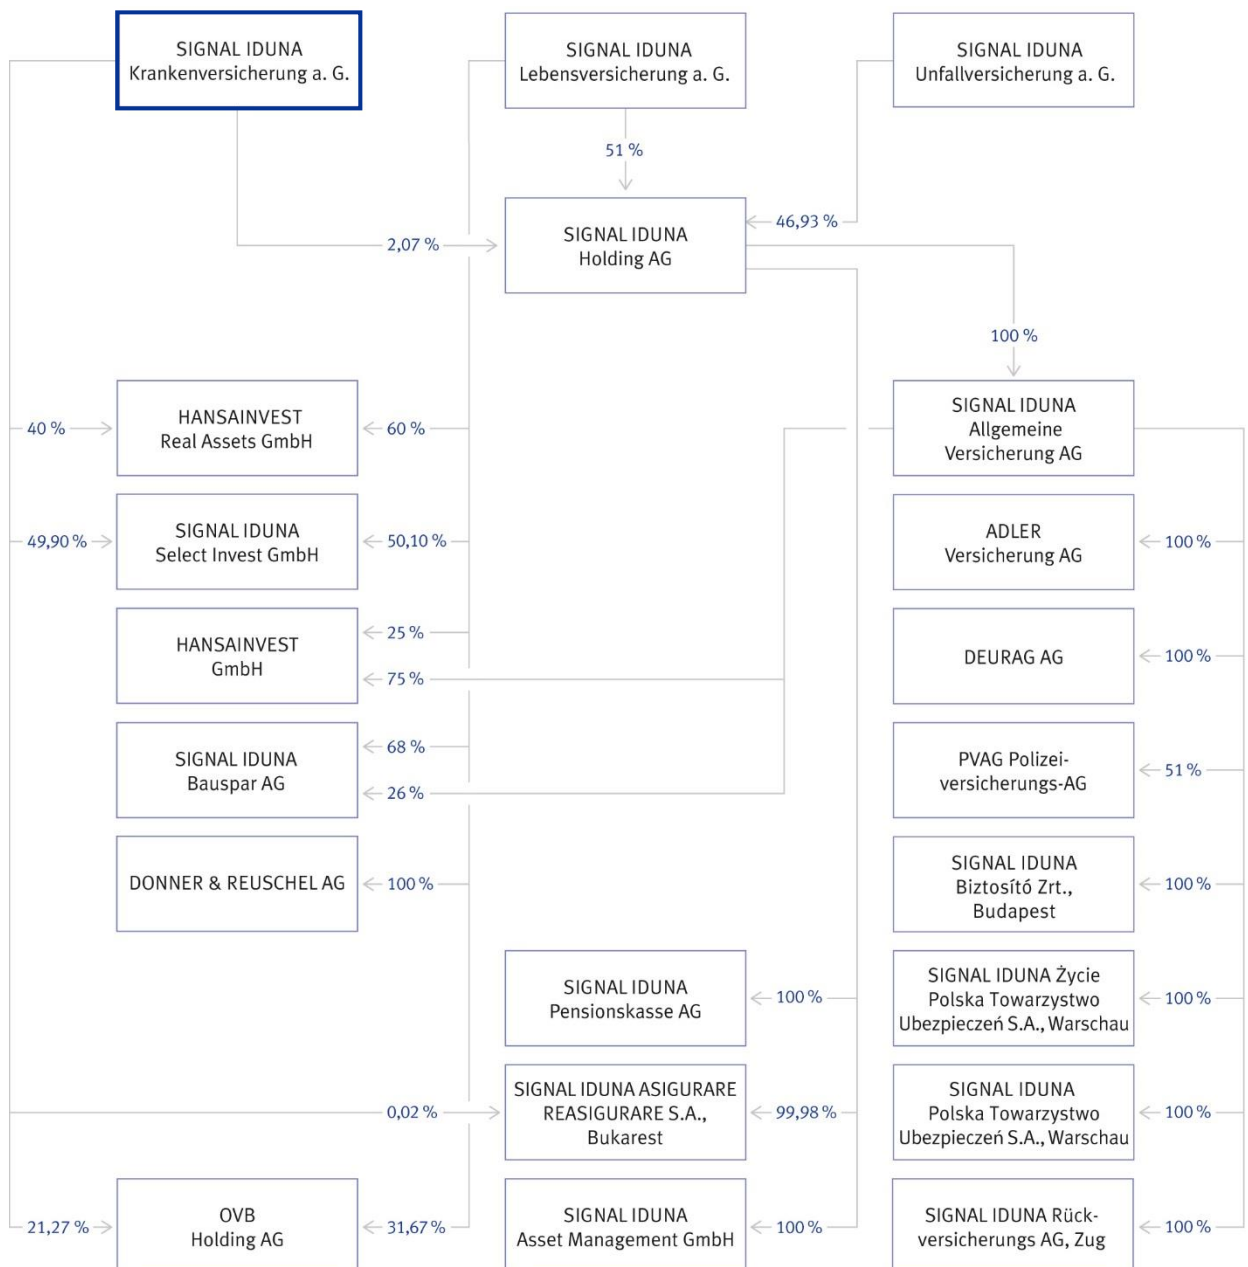 SIGNAL IDUNA
Krankenversicherung a. G.
SIGNAL IDUNA
Lebensversicherung a. G.
SIGNAL IDUNA
Unfallversicherung a. G.
51 %
46,93 %
2,07 %
SIGNAL IDUNA
Holding AG
100 %
40 %
HANSAINVEST
Real Assets GmbH
60 %
SIGNAL IDUNA
Allgemeine
Versicherung AG
49,90 %
SIGNAL IDUNA
Select Invest GmbH
50,10 %
ADLER
Versicherung AG
100 %
HANSAINVEST
GmbH
25 %
75 %
DEURAG AG
100 %
SIGNAL IDUNA
Bauspar AG
68 %
26 %
PVAG Polizei-
versicherungs-AG
51 %
DONNER & REUSCHEL AG
100 %
SIGNAL IDUNA
Biztosító Zrt.,
Budapest
100 %
SIGNAL IDUNA
Pensionskasse AG
100 %
SIGNAL IDUNA Życie
Polska Towarzystwo
Ubezpieczeń S.A., Warschau
100 %
0,02 %
SIGNAL IDUNA ASIGURARE
REASIGURARE S.A.,
Bukarest
99,98 %
SIGNAL IDUNA
Polska Towarzystwo
Ubezpieczeń S.A., Warschau
100 %
21,27 %
OVB
Holding AG
31,67 %
SIGNAL IDUNA
Asset Management GmbH
100 %
SIGNAL IDUNA Rück-
versicherungs AG, Zug
100 %